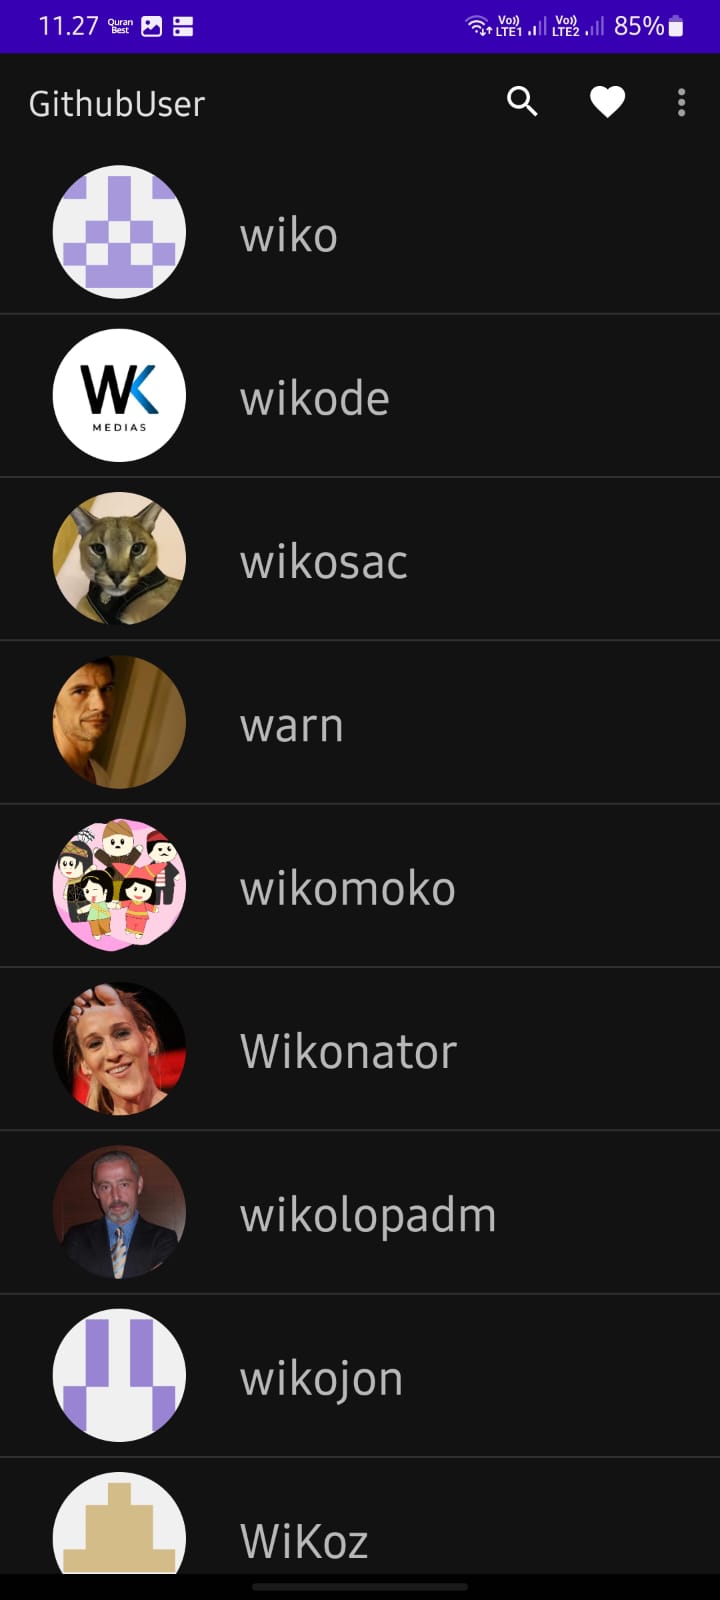 11.27 Quran Best Vo)) LTE1 Vo)) LTE2 85%
GithubUser
wiko
WK
MEDIAS
wikode
wikosac
warn
wikomoko
Wikonator
wikolopadm
wikojon
WiKoz